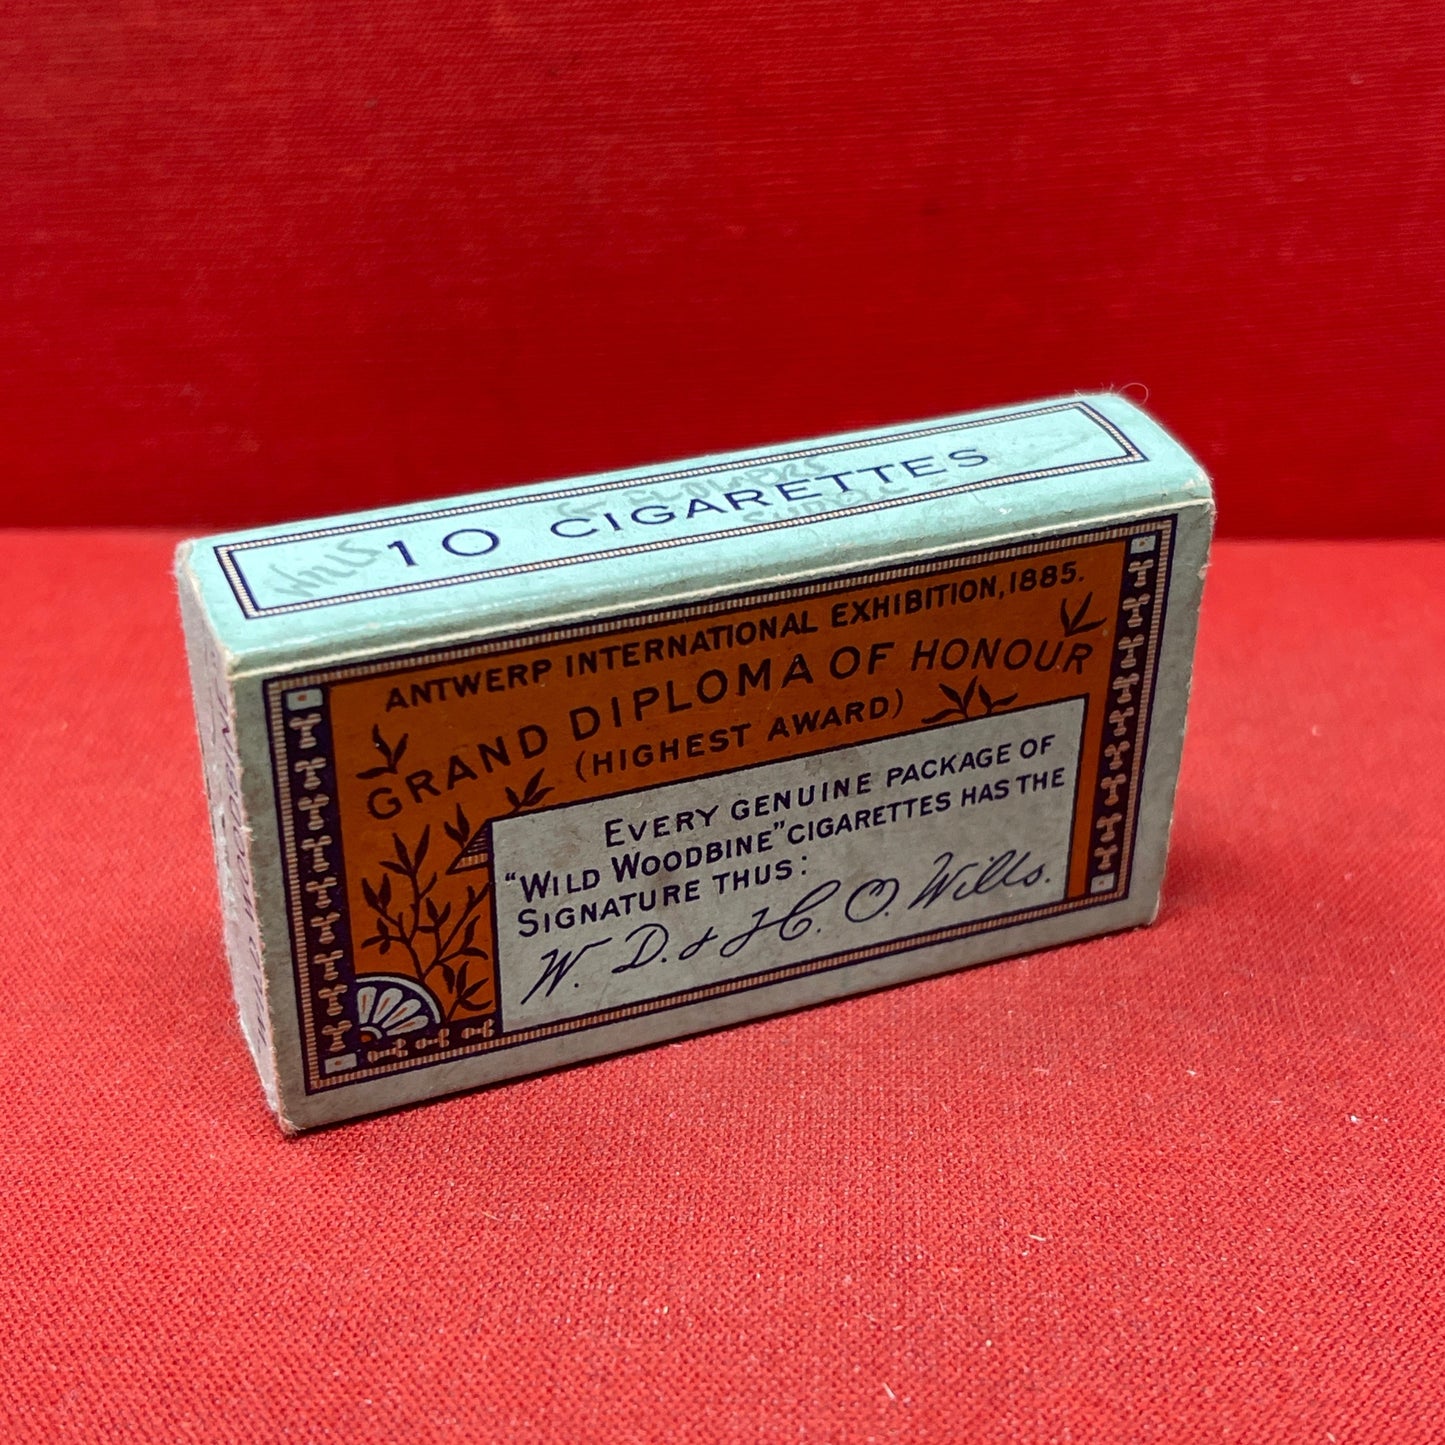 10 CIGARETTES
WILLS
ANTWERP INTERNATIONAL EXHIBITION, 1885.
GRAND DIPLOMA OF HONOUR
(HIGHEST AWARD)
EVERY GENUINE PACKAGE OF
"WILD WOODBINE" CIGARETTES HAS THE
SIGNATURE THUS:
W. D. & H. O. Wills.